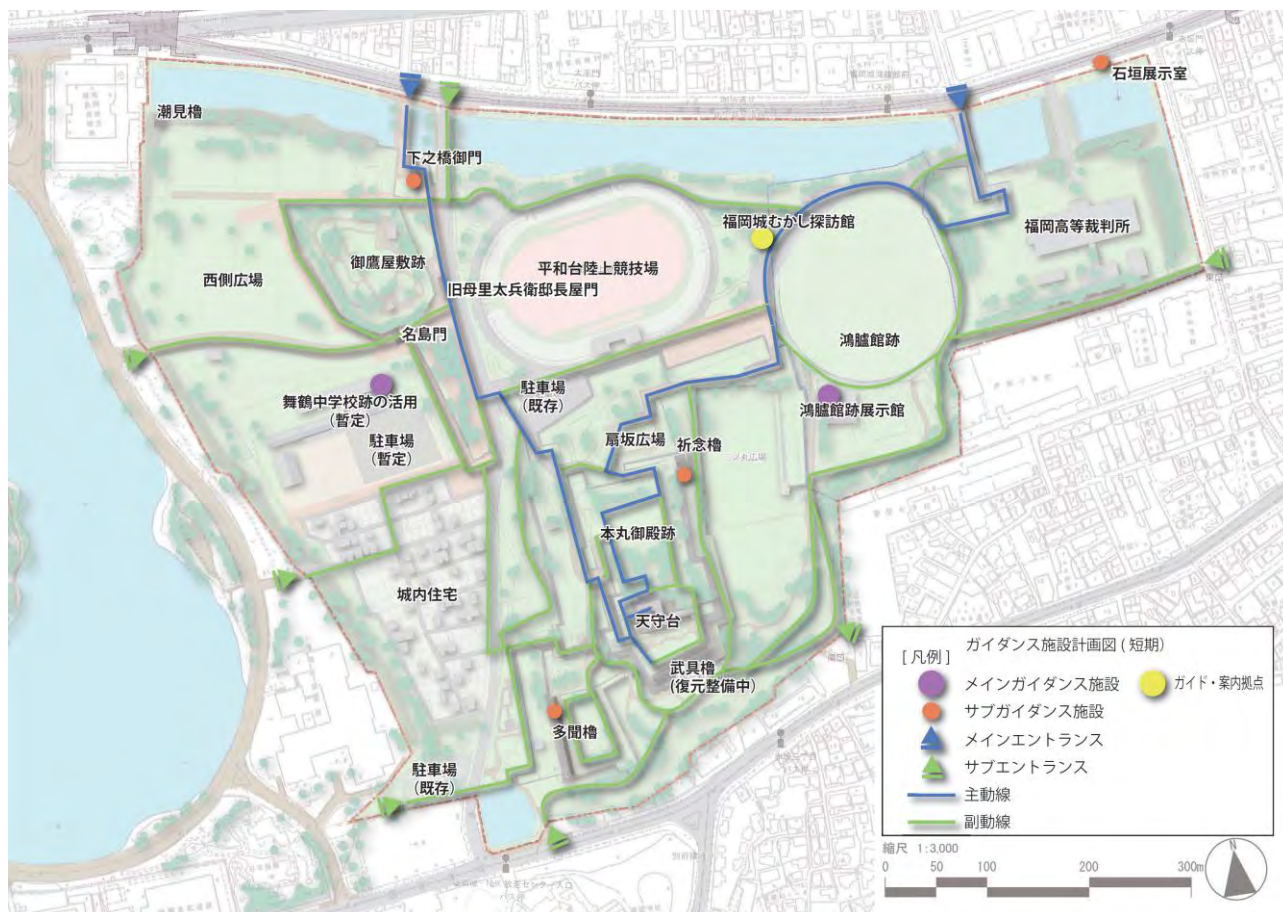 石垣展示室
潮見櫓
下之橋御門
福岡城むかし探訪館
福岡高等裁判所
御鷹屋敷跡
平和台陸上競技場
西側広場
旧母里太兵衛邸長屋門
名島門
鴻臚館跡
駐車場
(既存)
舞鶴中学校跡の活用
(暫定)
鴻臚館跡展示館
扇坂広場
祈念櫓
駐車場
(暫定)
本丸御殿跡
城内住宅
天守台
武具櫓
(復元整備中)
多聞櫓
駐車場
(既存)
ガイダンス施設計画図 ( 短期)
[ 凡例 ]
メインガイダンス施設
ガイド・案内拠点
サブガイダンス施設
メインエントランス
サブエントランス
主動線
副動線
縮尺 1:3,000
0 50 100 200 300m
N